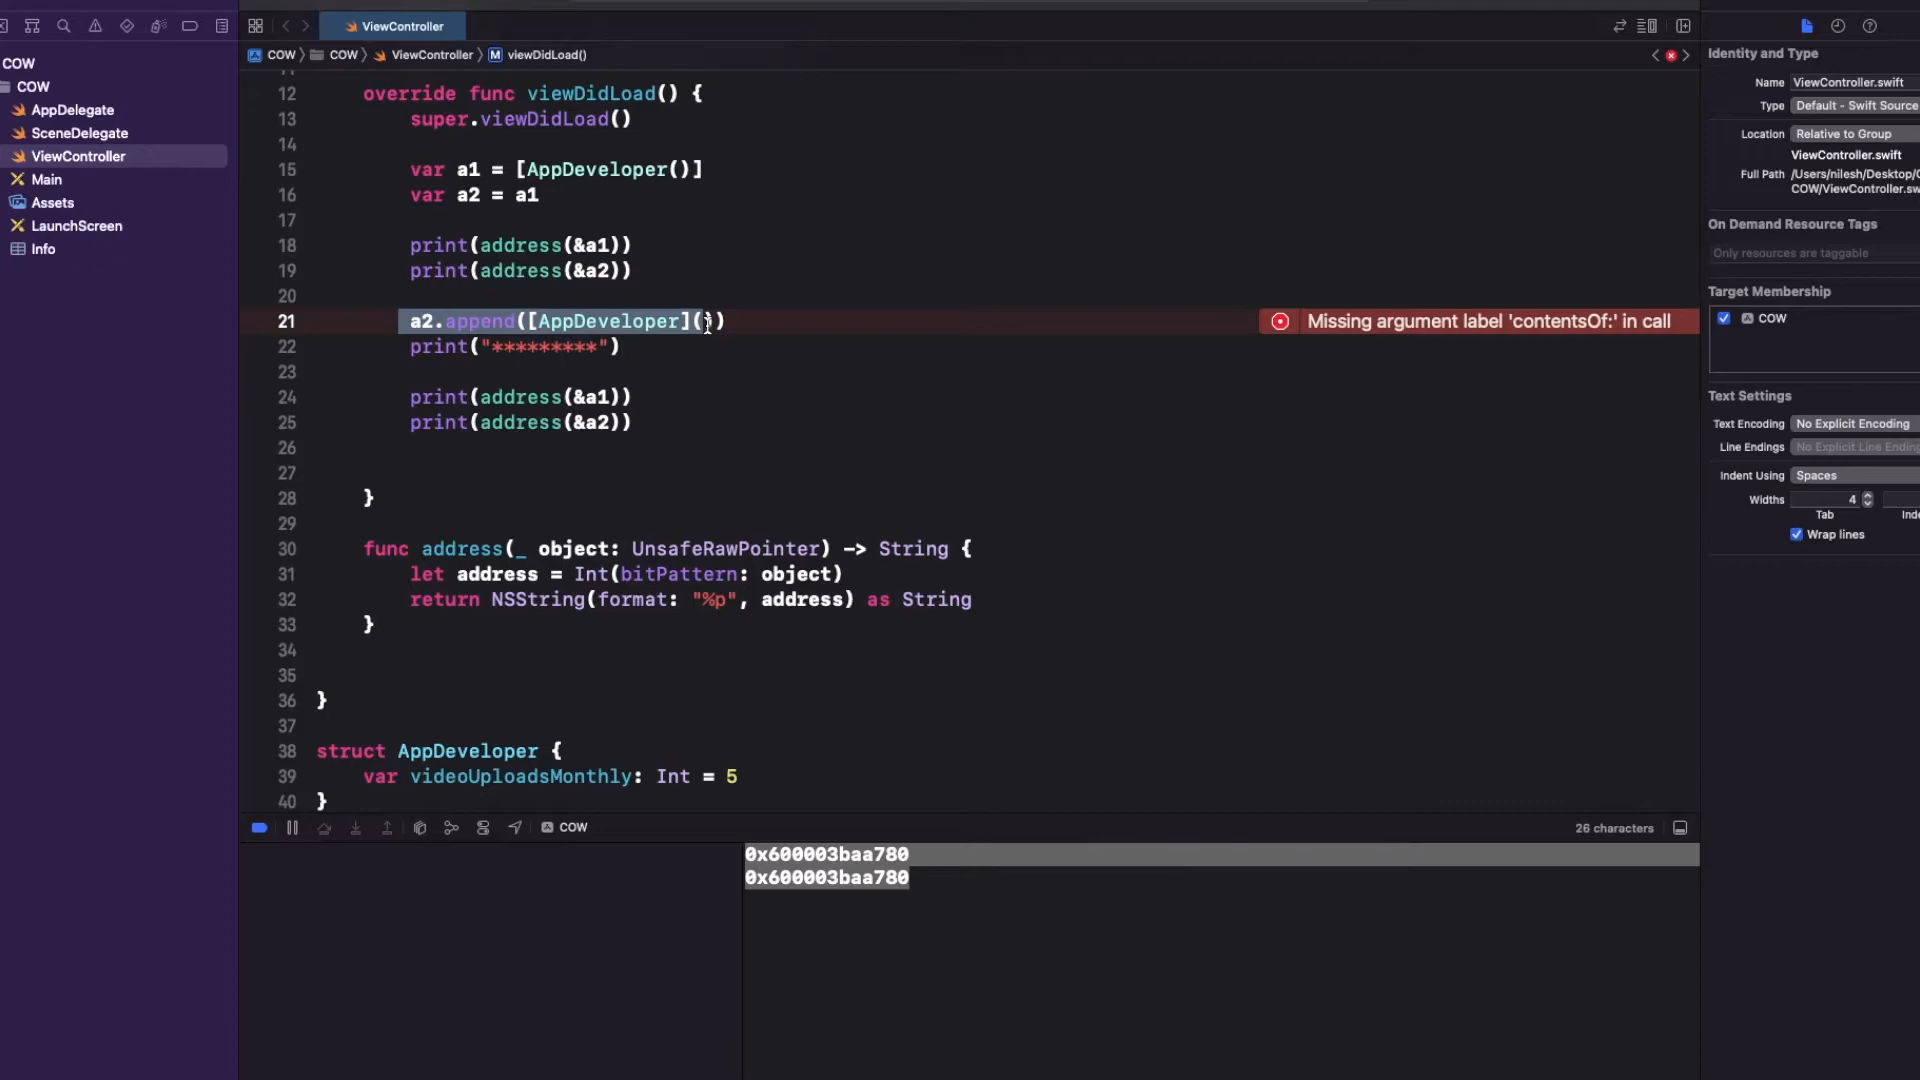 ViewController
COW
COW
AppDelegate
SceneDelegate
ViewController
Main
Assets
LaunchScreen
Info
COW 〉 COW 〉 ViewController 〉 M viewDidLoad()
12 override func viewDidLoad() {
13 super.viewDidLoad()
14
15 var a1 = [AppDeveloper()]
16 var a2 = a1
17
18 print(address(&a1))
19 print(address(&a2))
20
21 a2.append([AppDeveloper]())
Missing argument label 'contentsOf:' in call
22 print("*********")
23
24 print(address(&a1))
25 print(address(&a2))
26
27
28 }
29
30 func address(_ object: UnsafeRawPointer) -> String {
31 let address = Int(bitPattern: object)
32 return NSString(format: "%p", address) as String
33 }
34
35
36 }
37
38 struct AppDeveloper {
39 var videoUploadsMonthly: Int = 5
40 }
COW
26 characters
0x600003baa780
0x600003baa780
Identity and Type
Name ViewController.swift
Type Default - Swift Source
Location Relative to Group
ViewController.swift
Full Path /Users/nilesh/Desktop/
COW/ViewController.sw
On Demand Resource Tags
Only resources are taggable
Target Membership
COW
Text Settings
Text Encoding No Explicit Encoding
Line Endings No Explicit Line Ending
Indent Using Spaces
Widths 4
Tab Inde
Wrap lines